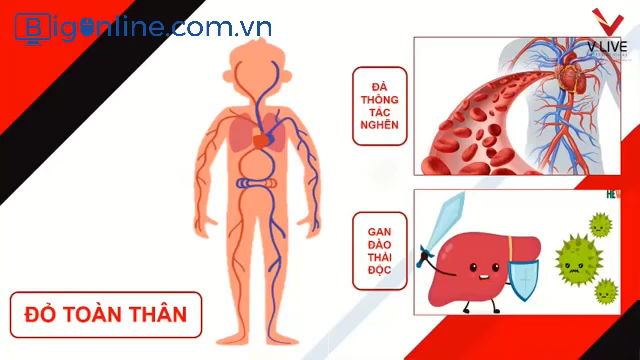 Bigonline.com.vn
V.LIVE
ĐẢ
THÔNG
TẮC
NGHẼN
GAN
ĐÀO
THẢI
ĐỘC
ĐỎ TOÀN THÂN